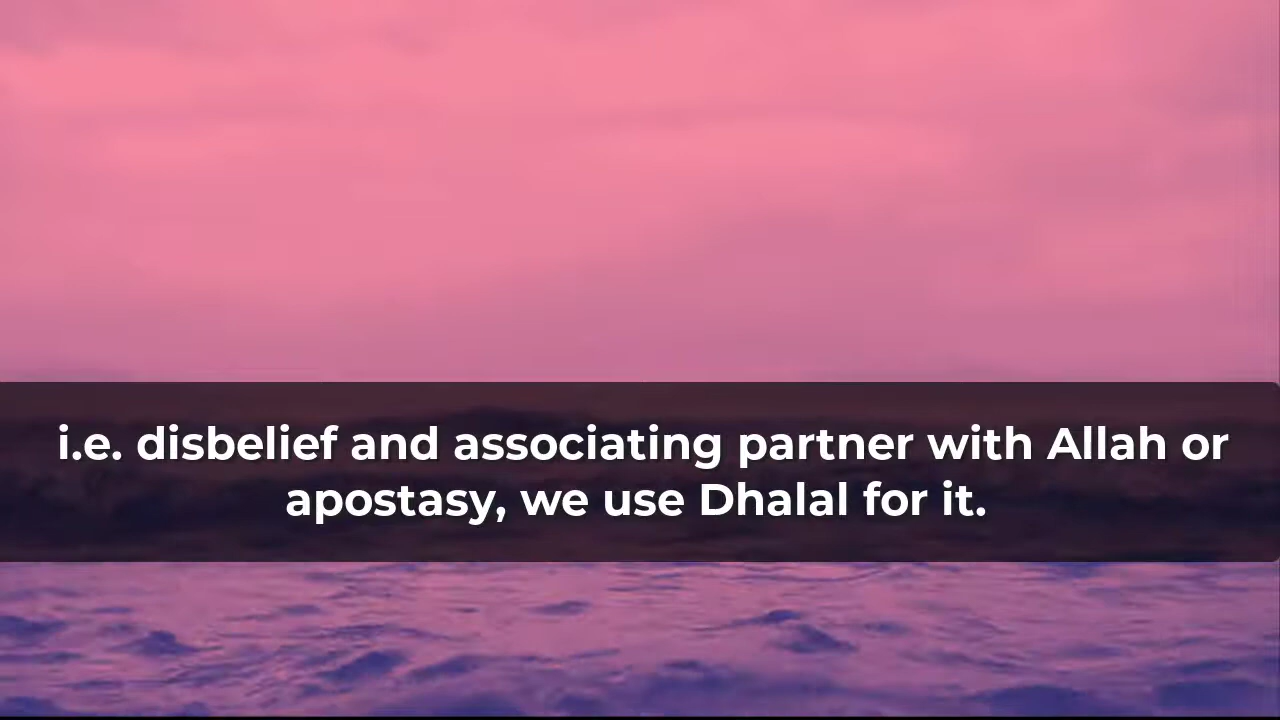 i.e. disbelief and associating partner with Allah or
apostasy, we use Dhalal for it.